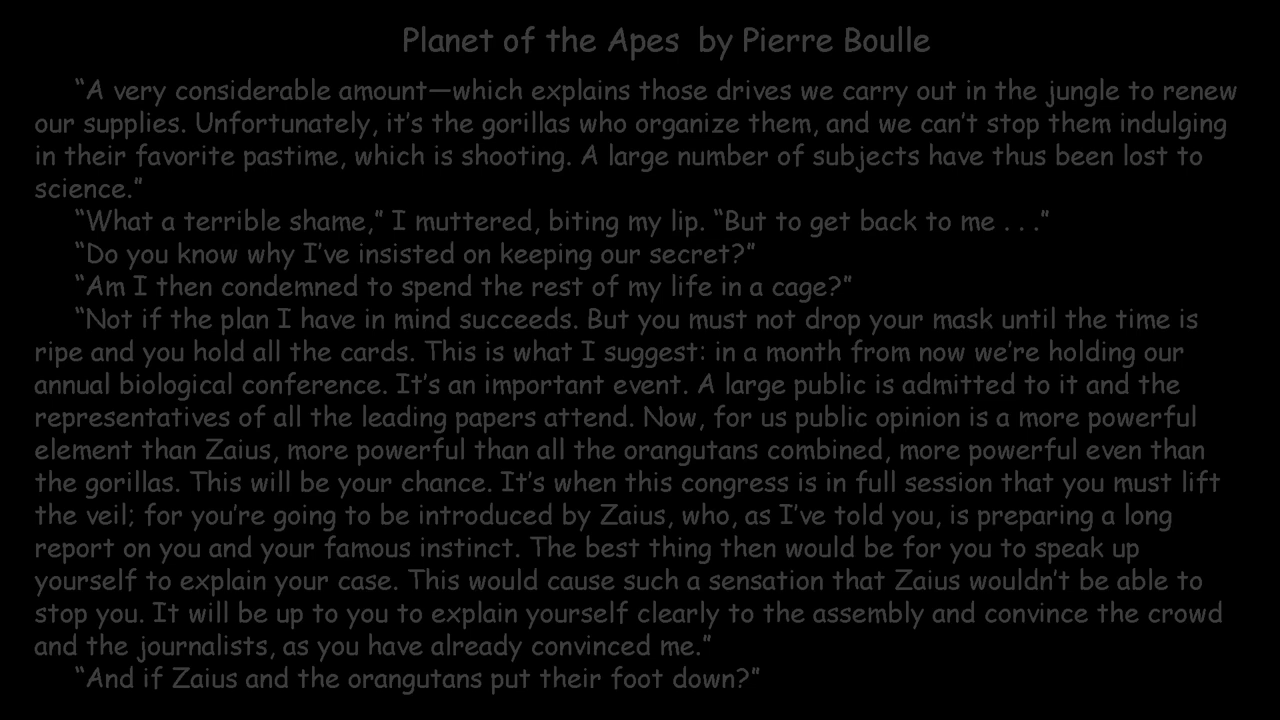 Planet of the Apes  by Pierre Boulle
“A very considerable amount—which explains those drives we carry out in the jungle to renew
our supplies. Unfortunately, it’s the gorillas who organize them, and we can’t stop them indulging
in their favorite pastime, which is shooting. A large number of subjects have thus been lost to
science.”
“What a terrible shame,” I muttered, biting my lip. “But to get back to me . . .”
“Do you know why I’ve insisted on keeping our secret?”
“Am I then condemned to spend the rest of my life in a cage?”
“Not if the plan I have in mind succeeds. But you must not drop your mask until the time is
ripe and you hold all the cards. This is what I suggest: in a month from now we’re holding our
annual biological conference. It’s an important event. A large public is admitted to it and the
representatives of all the leading papers attend. Now, for us public opinion is a more powerful
element than Zaius, more powerful than all the orangutans combined, more powerful even than
the gorillas. This will be your chance. It’s when this congress is in full session that you must lift
the veil; for you’re going to be introduced by Zaius, who, as I’ve told you, is preparing a long
report on you and your famous instinct. The best thing then would be for you to speak up
yourself to explain your case. This would cause such a sensation that Zaius wouldn’t be able to
stop you. It will be up to you to explain yourself clearly to the assembly and convince the crowd
and the journalists, as you have already convinced me.”
“And if Zaius and the orangutans put their foot down?”